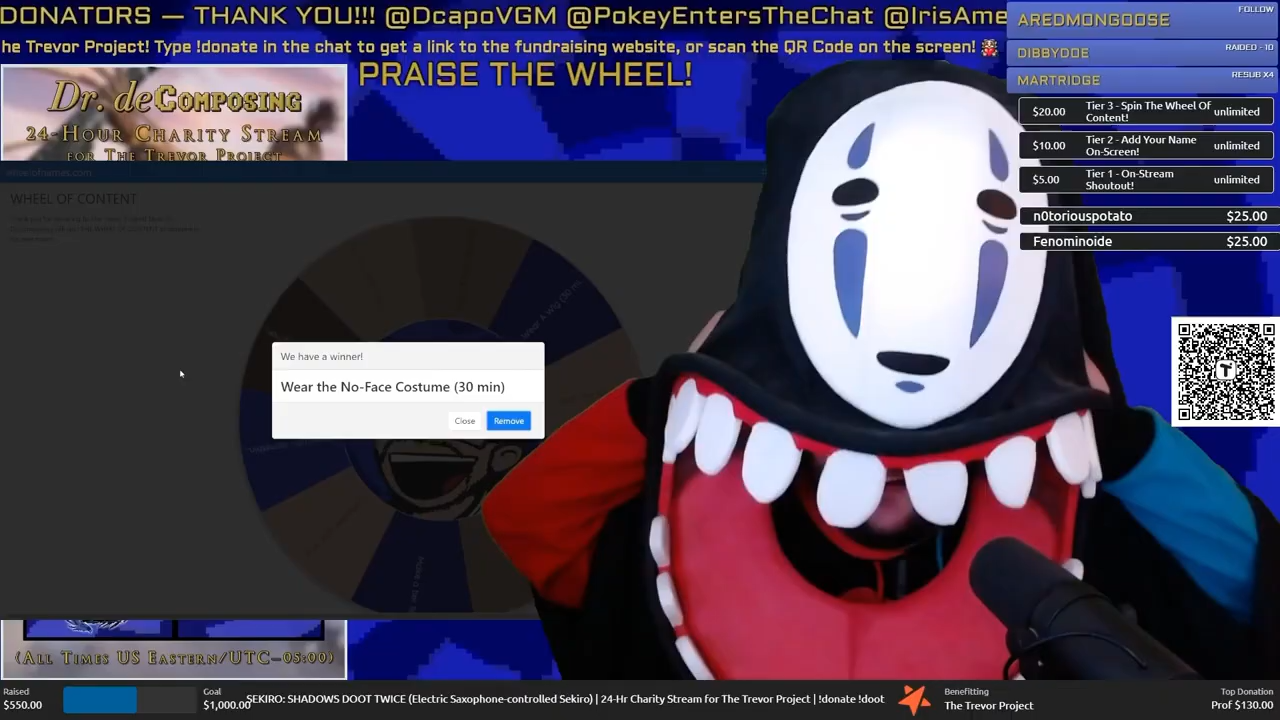 DONATORS — THANK YOU!!! @DcapoVGM @PokeyEntersTheChat @IrisAme
he Trevor Project! Type !donate in the chat to get a link to the fundraising website, or scan the QR Code on the screen!
PRAISE THE WHEEL!
Dr. deComposing
24-Hour Charity Stream
for The Trevor Project
FOLLOW
AREDMONGOOSE
RAIDED - 10
DIBBYDOE
RESUB X4
MARTRIDGE
$20.00 Tier 3 - Spin The Wheel Of Content! unlimited
$10.00 Tier 2 - Add Your Name On-Screen! unlimited
$5.00 Tier 1 - On-Stream Shoutout! unlimited
n0toriouspotato $25.00
Fenominoide $25.00
WHEEL OF CONTENT
We have a winner!
Wear the No-Face Costume (30 min)
Close Remove
T
(All Times US Eastern/UTC-05:00)
Raised
$550.00
Goal
$1,000.00
SEKIRO: SHADOWS DOOT TWICE (Electric Saxophone-controlled Sekiro) | 24-Hr Charity Stream for The Trevor Project | !donate !doot
Benefitting
The Trevor Project
Top Donation
Prof $130.00